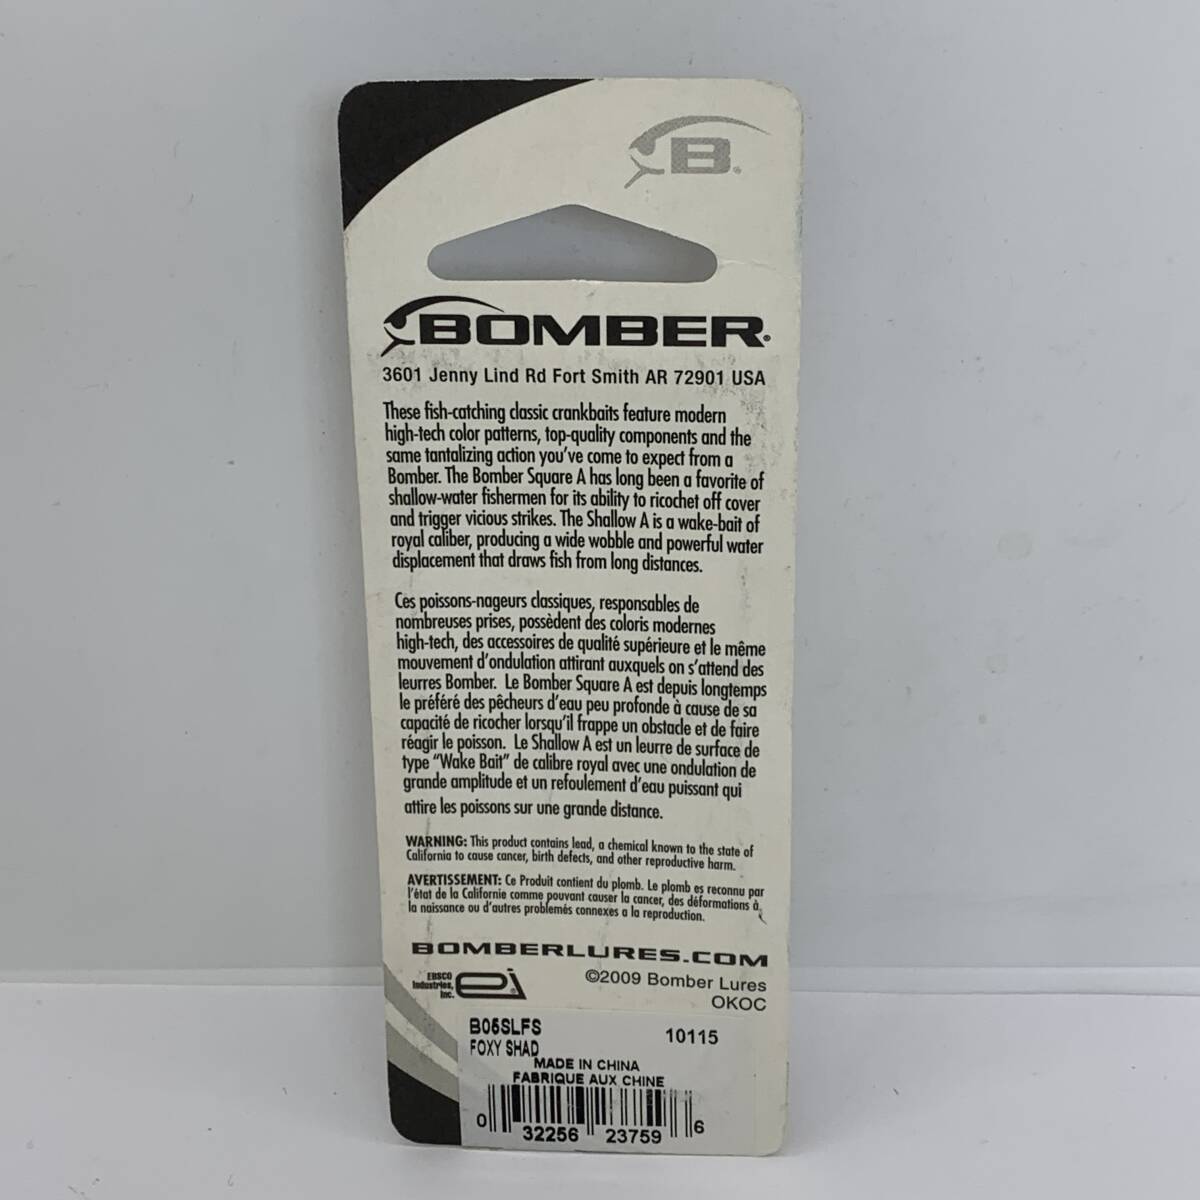 B
BOMBER
3601 Jenny Lind Rd Fort Smith AR 72901 USA
These fish-catching classic crankbaits feature modern
high-tech color patterns, top-quality components and the
same tantalizing action you've come to expect from a
Bomber. The Bomber Square A has long been a favorite of
shallow-water fishermen for its ability to ricochet off cover
and trigger vicious strikes. The Shallow A is a wake-bait of
royal caliber, producing a wide wobble and powerful water
displacement that draws fish from long distances.
Ces poissons-nageurs classiques, responsables de
nombreuses prises, possèdent des coloris modernes
high-tech, des accessoires de qualité supérieure et le même
mouvement d'ondulation attirant auxquels on s'attend des
leurres Bomber. Le Bomber Square A est depuis longtemps
le préféré des pêcheurs d'eau peu profonde à cause de sa
capacité de ricocher lorsqu'il frappe un obstacle et de faire
réagir le poisson. Le Shallow A est un leurre de surface de
type "Wake Bait" de calibre royal avec une ondulation de
grande amplitude et un refoulement d'eau puissant qui
attire les poissons sur une grande distance.
WARNING: This product contains lead, a chemical known to the state of
California to cause cancer, birth defects, and other reproductive harm.
AVERTISSEMENT: Ce Produit contient du plomb. Le plomb es reconnu par
l'état de la Californie comme pouvant causer la cancer, des déformations à
la naissance ou d'autres problemés connexes a la reproduction.
BOMBERLURES.COM
EBSCO
Industries,
Inc.
ei®
©2009 Bomber Lures
OKOC
B05SLFS
10115
FOXY SHAD
MADE IN CHINA
FABRIQUE AUX CHINE
0 32256 23759 6